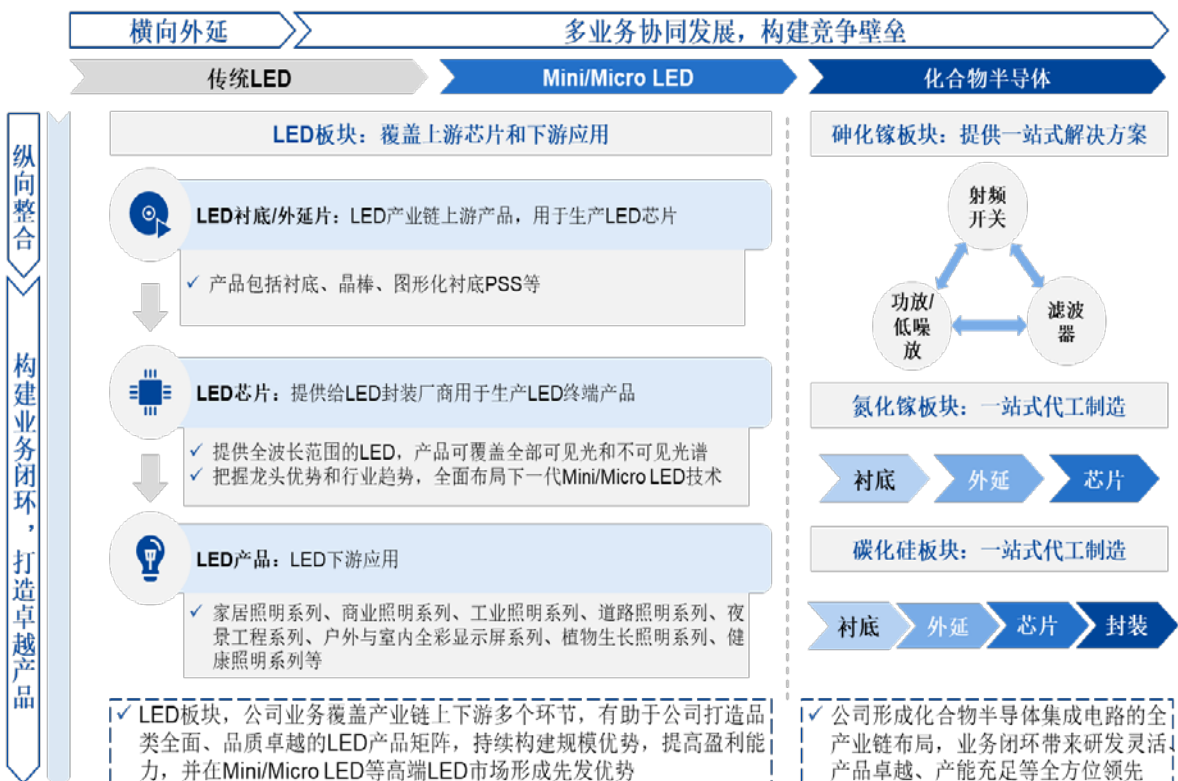 横向外延
多业务协同发展，构建竞争壁垒
传统LED
Mini/Micro LED
化合物半导体
纵向整合
构建业务闭环，打造卓越产品
LED板块：覆盖上游芯片和下游应用
LED衬底/外延片：LED产业链上游产品，用于生产LED芯片
✓ 产品包括衬底、晶棒、图形化衬底PSS等
LED芯片：提供给LED封装厂商用于生产LED终端产品
✓ 提供全波长范围的LED，产品可覆盖全部可见光和不可见光谱
✓ 把握龙头优势和行业趋势，全面布局下一代Mini/Micro LED技术
LED产品：LED下游应用
✓ 家居照明系列、商业照明系列、工业照明系列、道路照明系列、夜
景工程系列、户外与室内全彩显示屏系列、植物生长照明系列、健
康照明系列等
✓ LED板块，公司业务覆盖产业链上下游多个环节，有助于公司打造品
类全面、品质卓越的LED产品矩阵，持续构建规模优势，提高盈利能
力，并在Mini/Micro LED等高端LED市场形成先发优势
砷化镓板块：提供一站式解决方案
射频
开关
功放/
低噪
放
滤波
器
氮化镓板块：一站式代工制造
衬底
外延
芯片
碳化硅板块：一站式代工制造
衬底
外延
芯片
封装
✓ 公司形成化合物半导体集成电路的全
产业链布局，业务闭环带来研发灵活、
产品卓越、产能充足等全方位领先